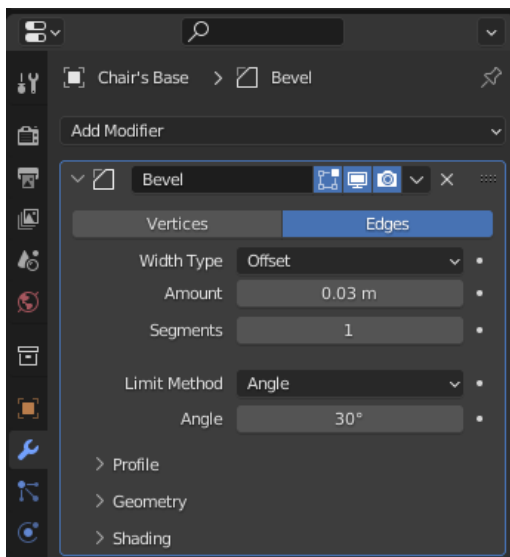 Chair's Base > Bevel
Add Modifier
Bevel
Vertices Edges
Width Type Offset
Amount 0.03 m
Segments 1
Limit Method Angle
Angle 30°
> Profile
> Geometry
> Shading